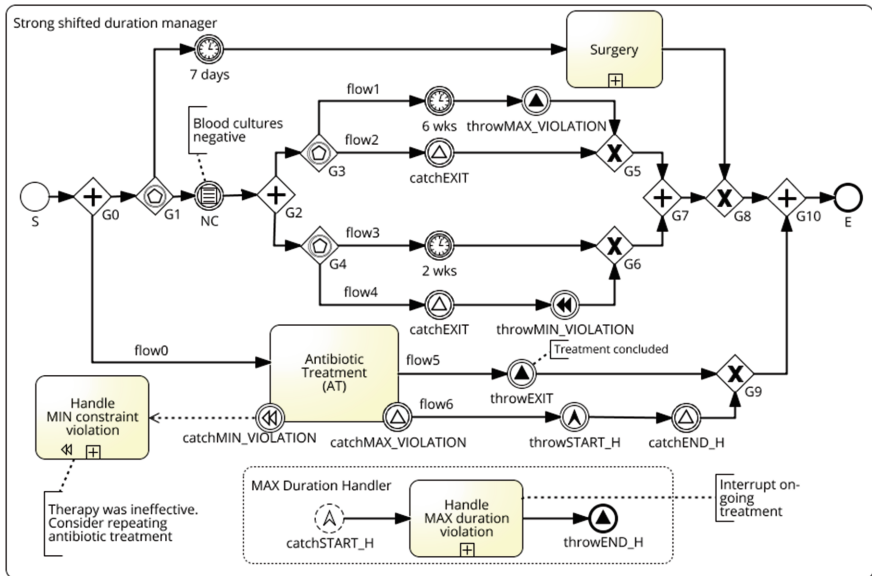 Strong shifted duration manager
7 days
Surgery
Blood cultures
negative
flow1
6 wks
throwMAX_VIOLATION
flow2
catchEXIT
G3
G5
S
G0
G1
NC
G2
G7
G8
G10
E
flow3
G4
2 wks
G6
flow4
catchEXIT
throwMIN_VIOLATION
flow0
Antibiotic
Treatment
(AT)
flow5
Treatment concluded
throwEXIT
G9
Handle
MIN constraint
violation
catchMIN_VIOLATION
flow6
catchMAX_VIOLATION
throwSTART_H
catchEND_H
Therapy was ineffective.
Consider repeating
antibiotic treatment
MAX Duration Handler
catchSTART_H
Handle
MAX duration
violation
throwEND_H
Interrupt on-
going
treatment